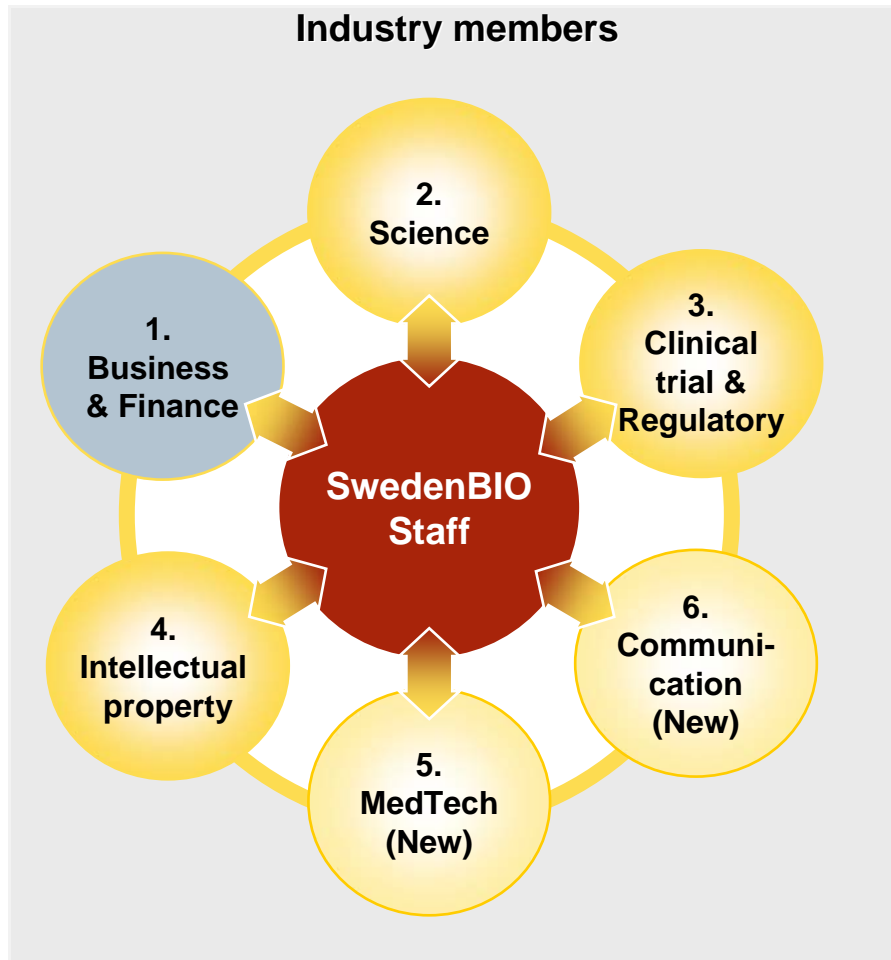 Industry members
2.
Science
1.
Business
& Finance
3.
Clinical
trial &
Regulatory
SwedenBIO
Staff
4.
Intellectual
property
6.
Communi-
cation
(New)
5.
MedTech
(New)